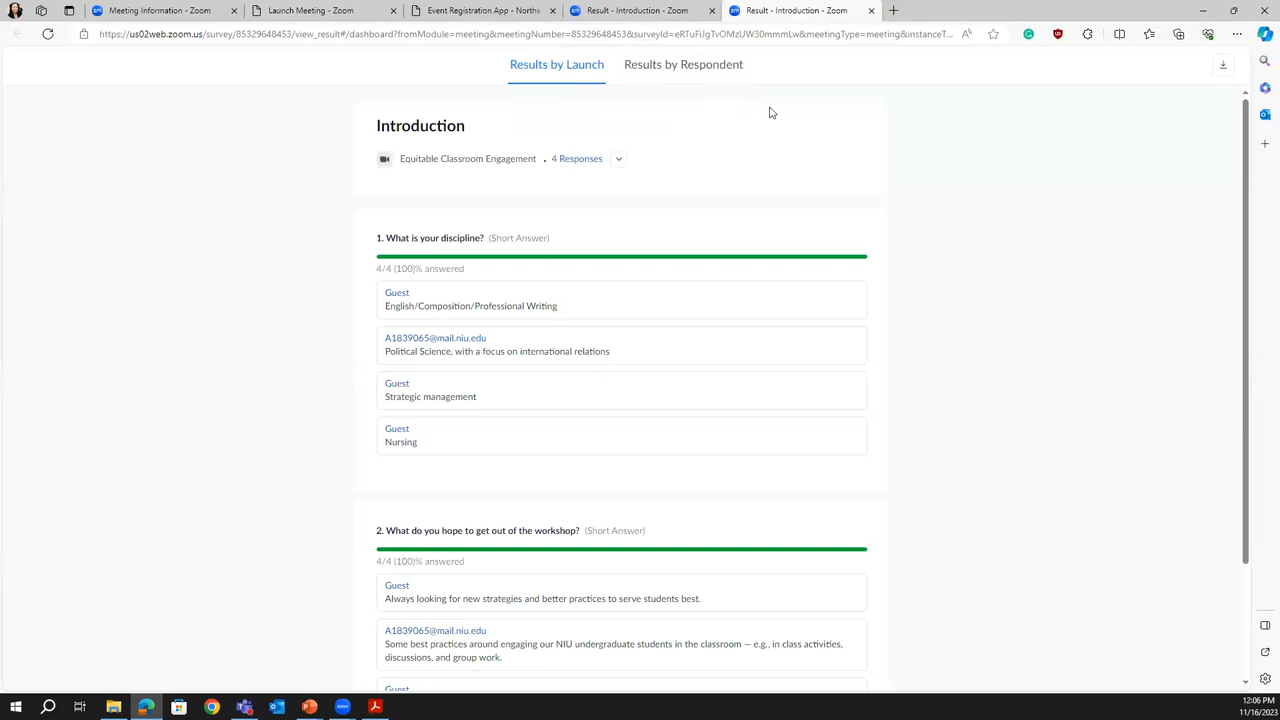 Meeting Information - Zoom
Launch Meeting - Zoom
Event Registration App - Northe
Result - Introduction - Zoom
Result - Introduction - Zoom
https://us02web.zoom.us/survey/85329648453/view_result#/dashboard?fromModule=meeting&meetingNumber=85329648453&surveyId=eRTuFiJgTvOMzUW30mmmLw&meetingType=meeting&instanceT...
Results by Launch
Results by Respondent
Introduction
Equitable Classroom Engagement . 4 Responses
1. What is your discipline? (Short Answer)
4/4 (100)% answered
Guest
English/Composition/Professional Writing
A1839065@mail.niu.edu
Political Science, with a focus on international relations
Guest
Strategic management
Guest
Nursing
2. What do you hope to get out of the workshop? (Short Answer)
4/4 (100)% answered
Guest
Always looking for new strategies and better practices to serve students best.
A1839065@mail.niu.edu
Some best practices around engaging our NIU undergraduate students in the classroom — e.g., in class activities,
discussions, and group work.
Guest
12:06 PM
11/16/2023